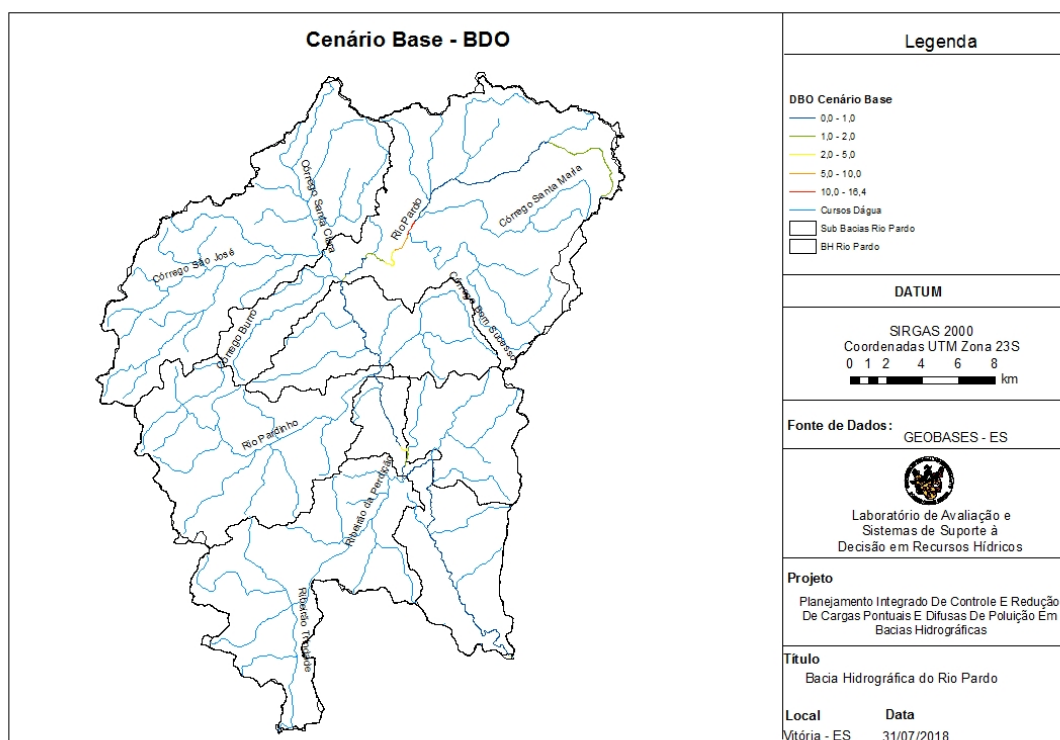 Cenário Base - BDO
Córrego Santa Clara
Rio Pardo
Córrego Santa Maria
Córrego São José
Córrego Burro
Córrego Bom Sucesso
Rio Pardinho
Ribeirão da Perdição
Ribeirão Trindade
Legenda
DBO Cenário Base
0,0 - 1,0
1,0 - 2,0
2,0 - 5,0
5,0 - 10,0
10,0 - 16,4
Cursos Dágua
Sub Bacias Rio Pardo
BH Rio Pardo
DATUM
SIRGAS 2000
Coordenadas UTM Zona 23S
0 1 2 4 6 8
km
Fonte de Dados:
GEOBASES - ES
Laboratório de Avaliação e
Sistemas de Suporte à
Decisão em Recursos Hídricos
Projeto
Planejamento Integrado De Controle E Redução
De Cargas Pontuais E Difusas De Poluição Em
Bacias Hidrográficas
Título
Bacia Hidrográfica do Rio Pardo
Local Data
Vitória - ES 31/07/2018